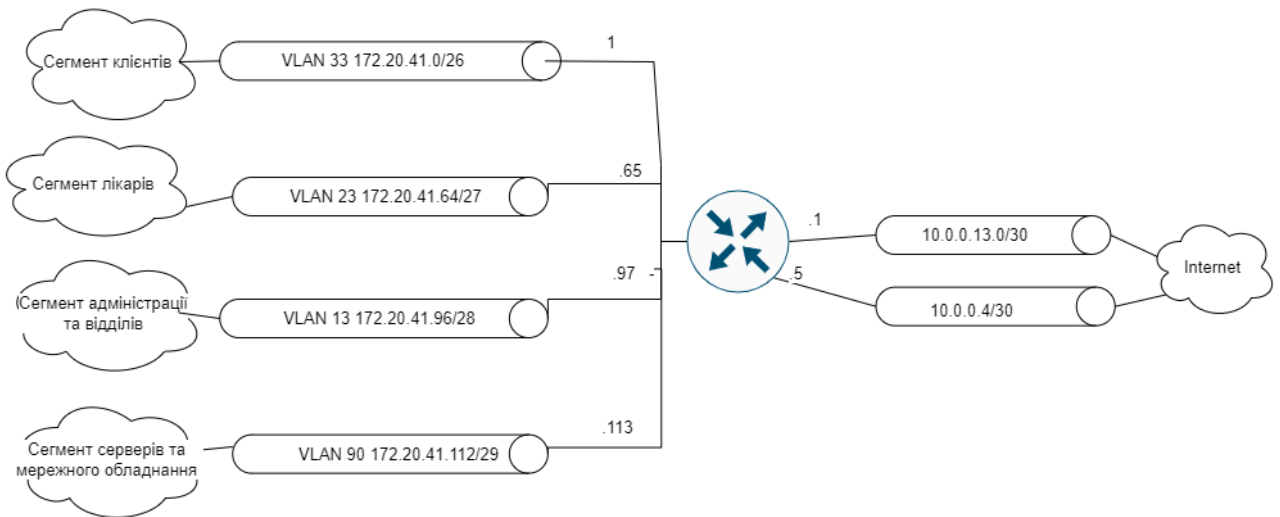 Сегмент клієнтів
VLAN 33 172.20.41.0/26
1
Сегмент лікарів
VLAN 23 172.20.41.64/27
.65
Сегмент адміністрації
та відділів
VLAN 13 172.20.41.96/28
.97
-
Сегмент серверів та
мережного обладнання
VLAN 90 172.20.41.112/29
.113
.1
10.0.0.13.0/30
.5
10.0.0.4/30
Internet